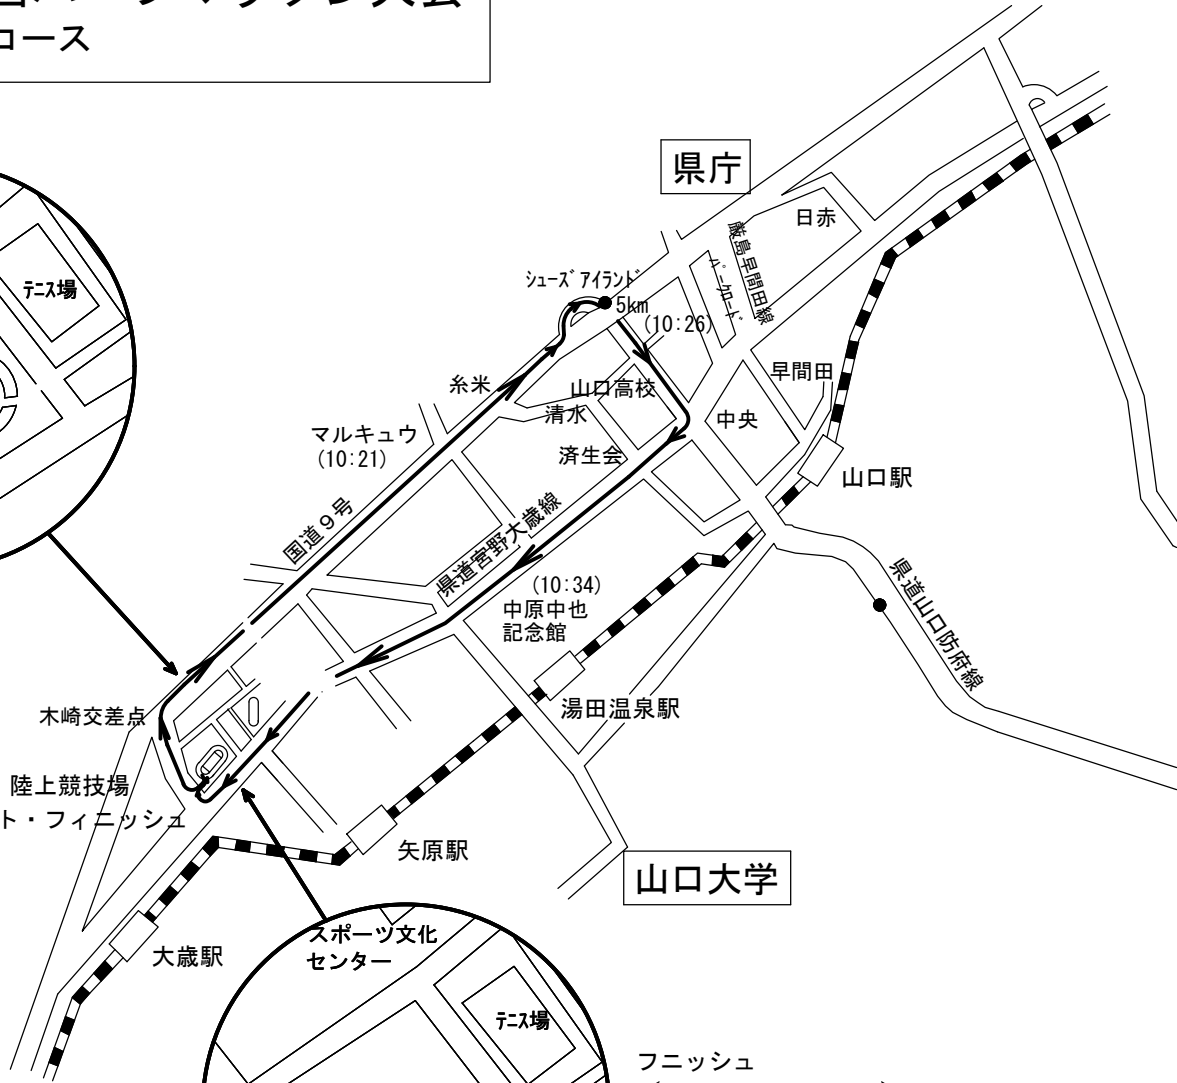 コース
県庁
日赤
厳島早間田線
パークロード
テニス場
シューズアイランド
5km
(10:26)
早間田
糸米
山口高校
清水
中央
マルキュウ
(10:21)
済生会
山口駅
国道９号
県道宮野大歳線
(10:34)
中原中也
記念館
県道山口防府線
湯田温泉駅
木崎交差点
陸上競技場
ト・フィニッシュ
矢原駅
山口大学
スポーツ文化
センター
大歳駅
テニス場
フニッシュ